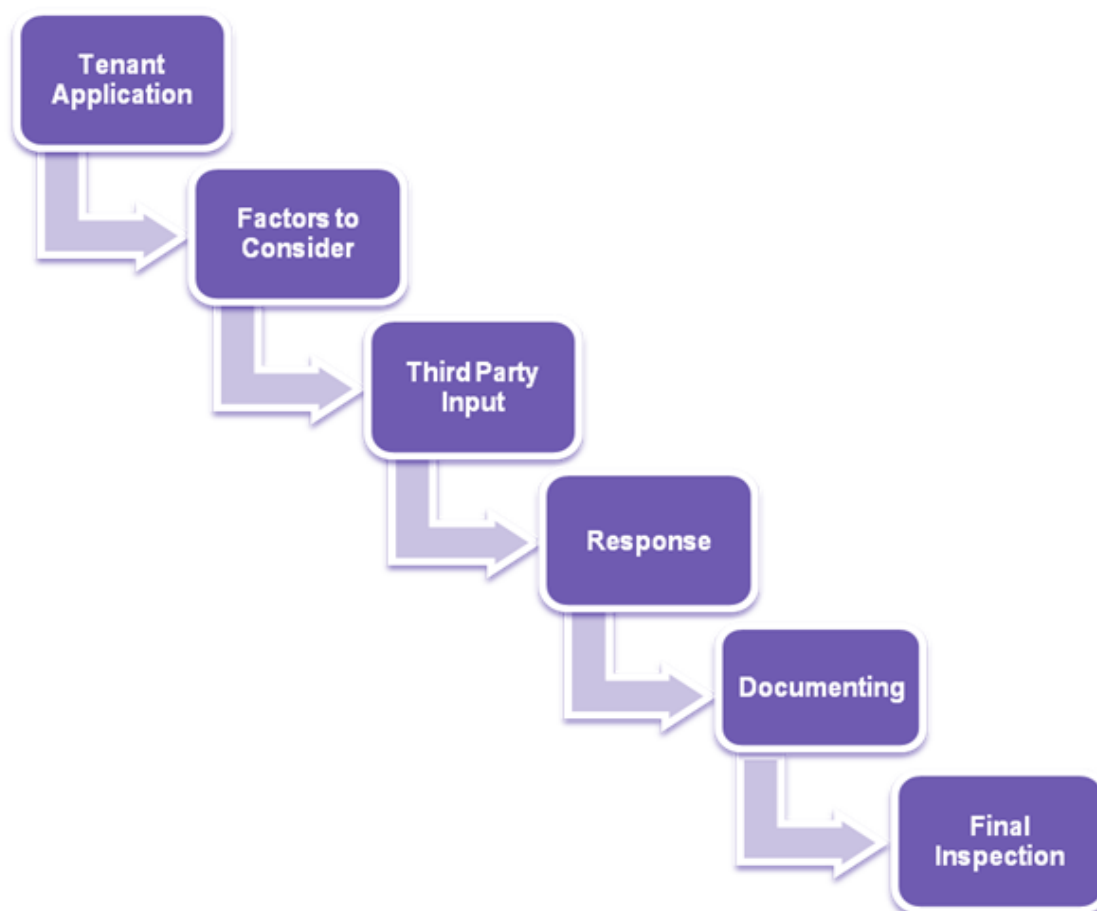 Tenant
Application
Factors to
Consider
Third Party
Input
Response
Documenting
Final
Inspection